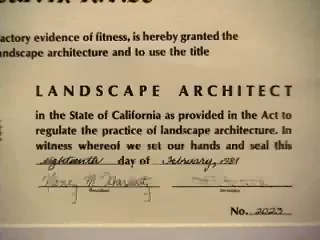 actory evidence of fitness, is hereby granted the
ndscape architecture and to use the title
LANDSCAPE ARCHITECT
in the State of California as provided in the Act to
regulate the practice of landscape architecture. In
witness whereof we set our hands and seal this
eighteenth day of February, 1981
No. 2023